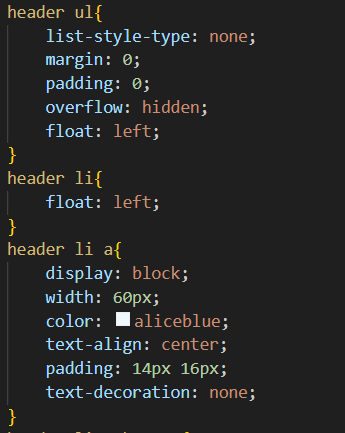 header ul{
    list-style-type: none;
    margin: 0;
    padding: 0;
    overflow: hidden;
    float: left;
}
header li{
    float: left;
}
header li a{
    display: block;
    width: 60px;
    color: aliceblue;
    text-align: center;
    padding: 14px 16px;
    text-decoration: none;
}